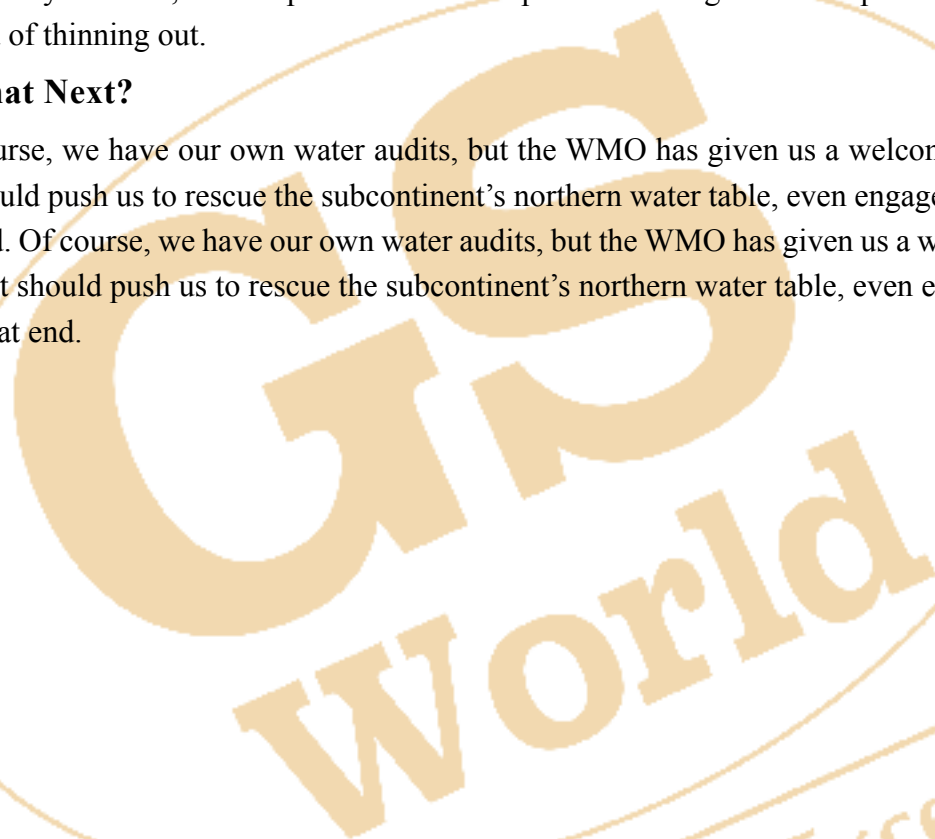 of thinning out.
at Next?
urse, we have our own water audits, but the WMO has given us a welcon
uld push us to rescue the subcontinent’s northern water table, even engage
. Of course, we have our own water audits, but the WMO has given us a w
t should push us to rescue the subcontinent’s northern water table, even e
at end.
GS
World